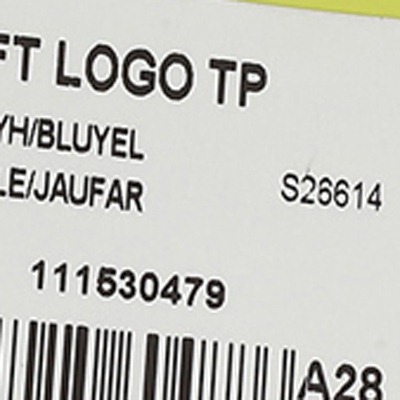 FT LOGO TP
YH/BLUYEL
LE/JAUFAR S26614
111530479
A28